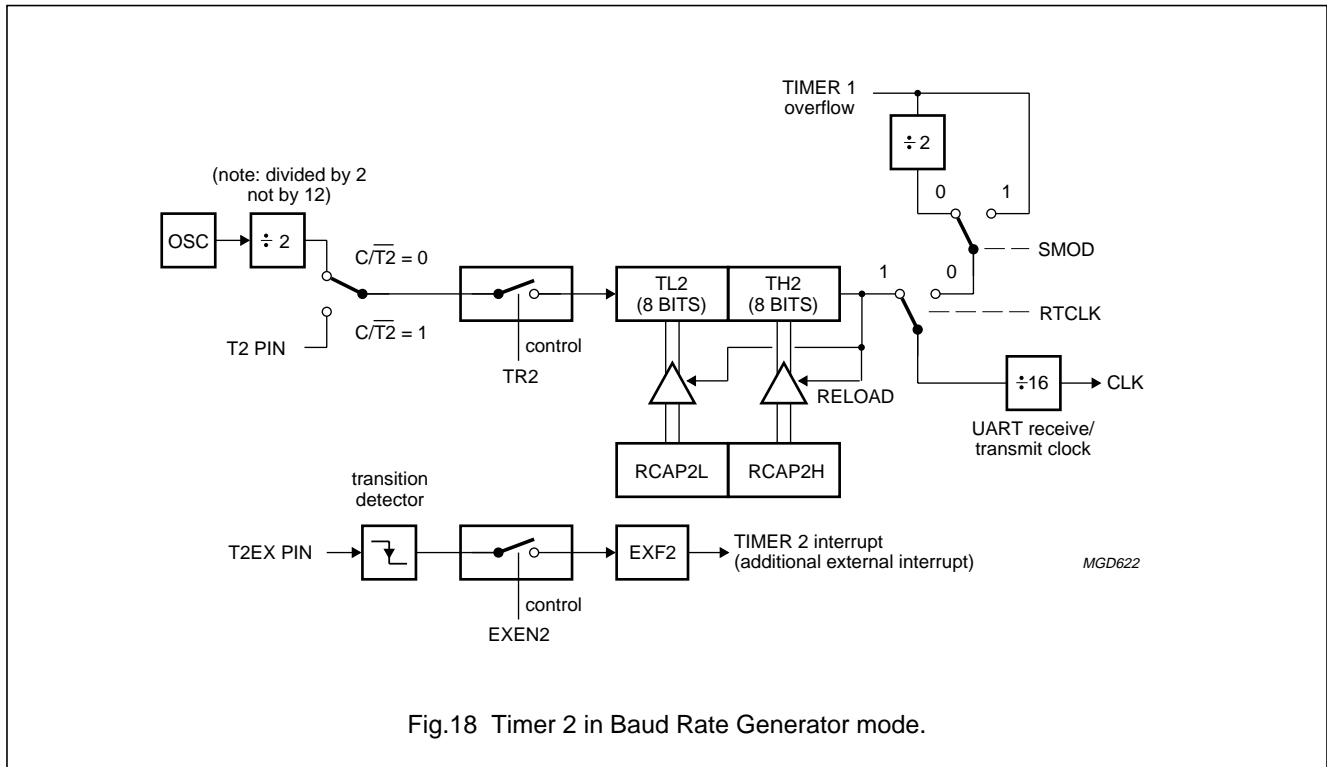 TIMER 1
overflow
÷ 2
0 1
SMOD
(note: divided by 2
not by 12)
OSC
÷ 2
C/T̅2̅ = 0
C/T̅2̅ = 1
T2 PIN
control
TR2
TL2
(8 BITS)
TH2
(8 BITS)
1 0
RTCLK
RELOAD
÷16
CLK
UART receive/
transmit clock
RCAP2L
RCAP2H
transition
detector
T2EX PIN
control
EXEN2
EXF2
TIMER 2 interrupt
(additional external interrupt)
MGD622
Fig.18 Timer 2 in Baud Rate Generator mode.